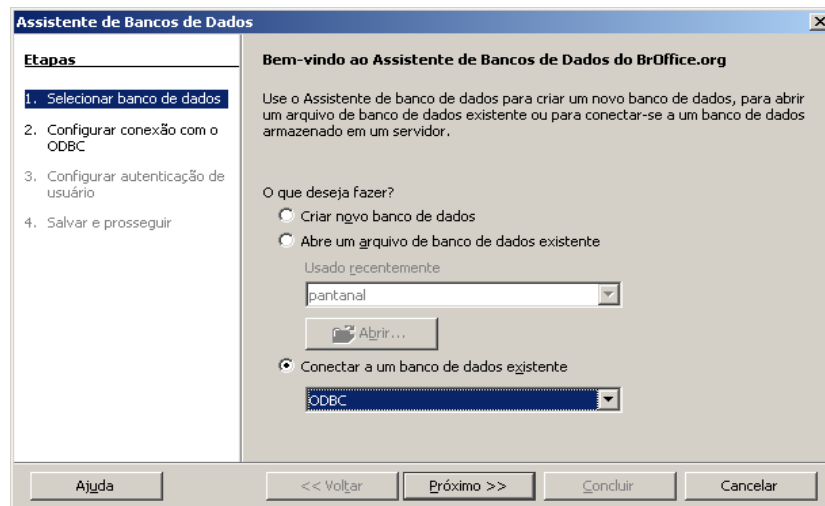 Assistente de Bancos de Dados
Etapas
1. Selecionar banco de dados
2. Configurar conexão com o
ODBC
3. Configurar autenticação de
usuário
4. Salvar e prosseguir
Bem-vindo ao Assistente de Bancos de Dados do BrOffice.org
Use o Assistente de banco de dados para criar um novo banco de dados, para abrir
um arquivo de banco de dados existente ou para conectar-se a um banco de dados
armazenado em um servidor.
O que deseja fazer?
Criar novo banco de dados
Abre um arquivo de banco de dados existente
Usado recentemente
pantanal
Abrir...
Conectar a um banco de dados existente
ODBC
Ajuda
<< Voltar
Próximo >>
Concluir
Cancelar